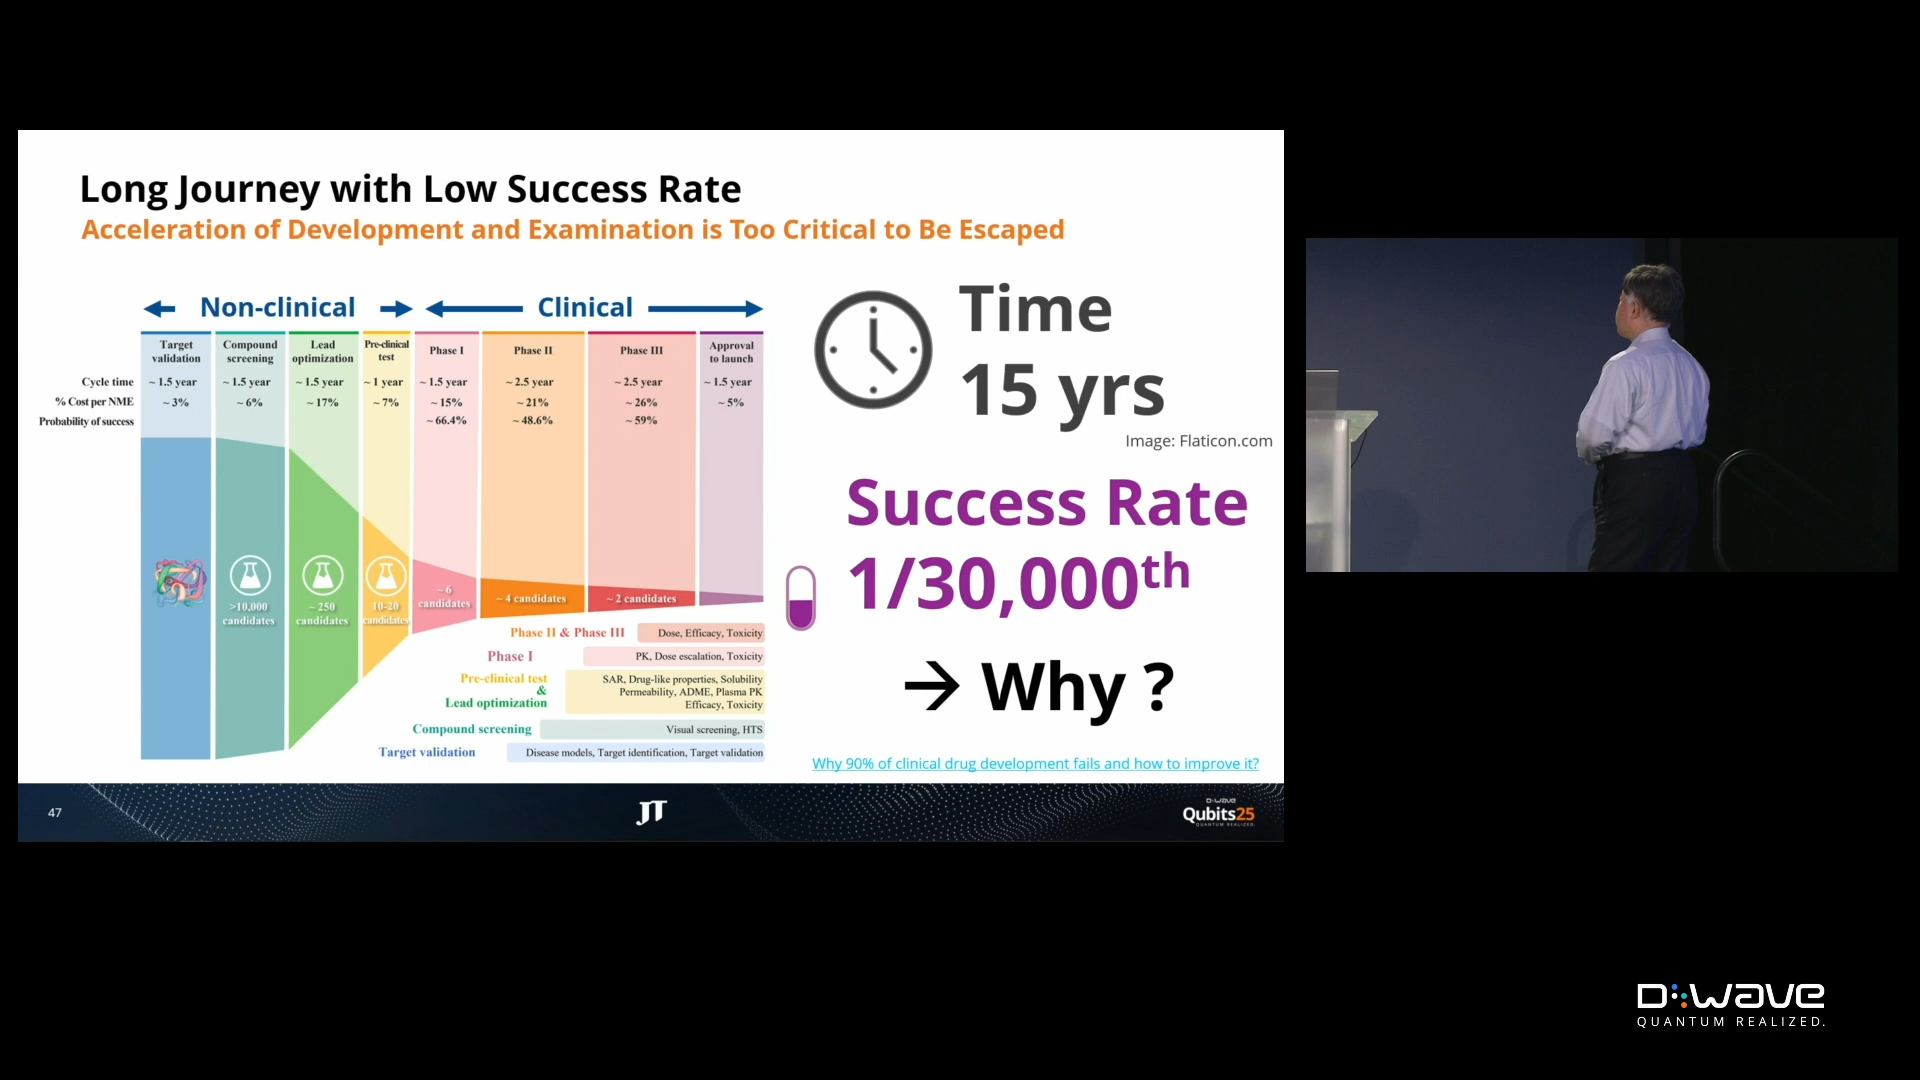 Long Journey with Low Success Rate
Acceleration of Development and Examination is Too Critical to Be Escaped
Non-clinical
Clinical
Target validation
Compound screening
Lead optimization
Pre-clinical test
Phase I
Phase II
Phase III
Approval to launch
Cycle time ~ 1.5 year ~ 1.5 year ~ 1.5 year ~ 1 year ~ 1.5 year ~ 2.5 year ~ 2.5 year ~ 1.5 year
% Cost per NME ~ 3% ~ 6% ~ 17% ~ 7% ~ 15% ~ 21% ~ 26% ~ 5%
Probability of success ~ 66.4% ~ 48.6% ~ 59%
>10,000 candidates
~ 250 candidates
10-20 candidates
~ 6 candidates
~ 4 candidates
~ 2 candidates
Phase II & Phase III Dose, Efficacy, Toxicity
Phase I PK, Dose escalation, Toxicity
Pre-clinical test
&
Lead optimization
SAR, Drug-like properties, Solubility
Permeability, ADME, Plasma PK
Efficacy, Toxicity
Compound screening Visual screening, HTS
Target validation Disease models, Target identification, Target validation
Time
15 yrs
Image: Flaticon.com
Success Rate
1/30,000th
→ Why ?
Why 90% of clinical drug development fails and how to improve it?
47
JT
D:Wave
Qubits25
QUANTUM REALIZED.
D:Wave
QUANTUM REALIZED.